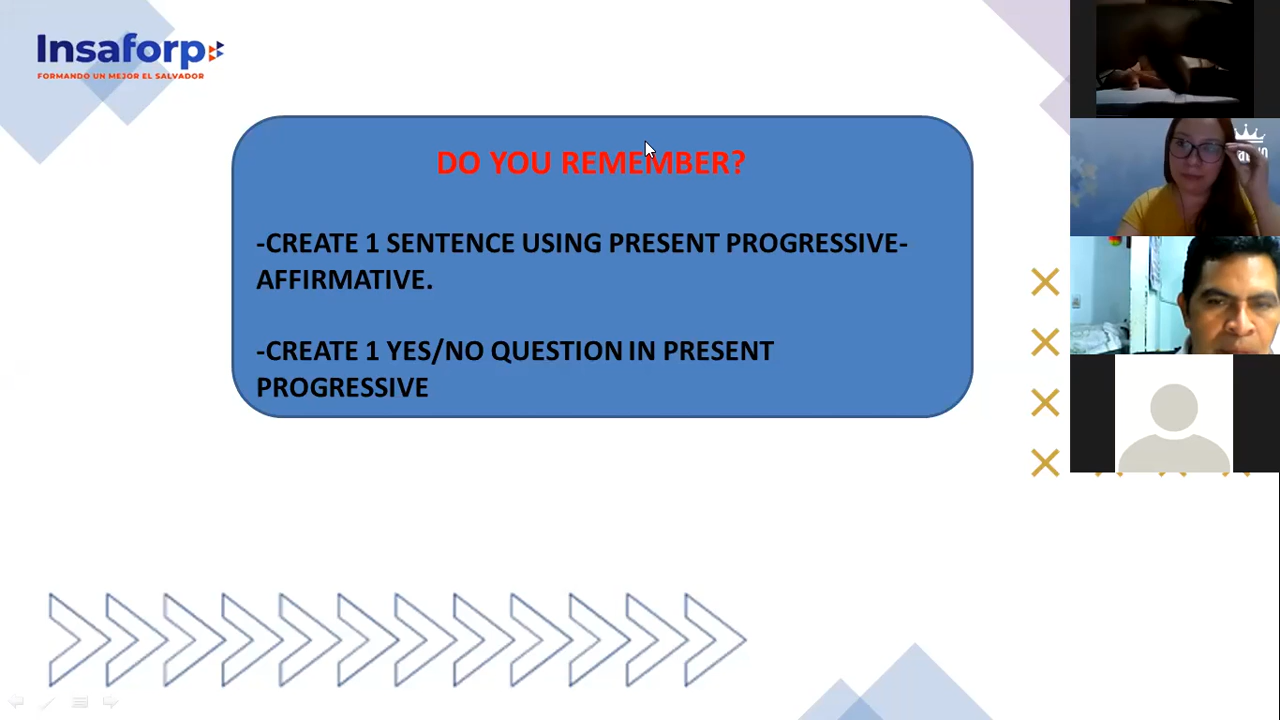 Insaforp
FORMANDO UN MEJOR EL SALVADOR
DO YOU REMEMBER?
-CREATE 1 SENTENCE USING PRESENT PROGRESSIVE-
AFFIRMATIVE.
-CREATE 1 YES/NO QUESTION IN PRESENT
PROGRESSIVE